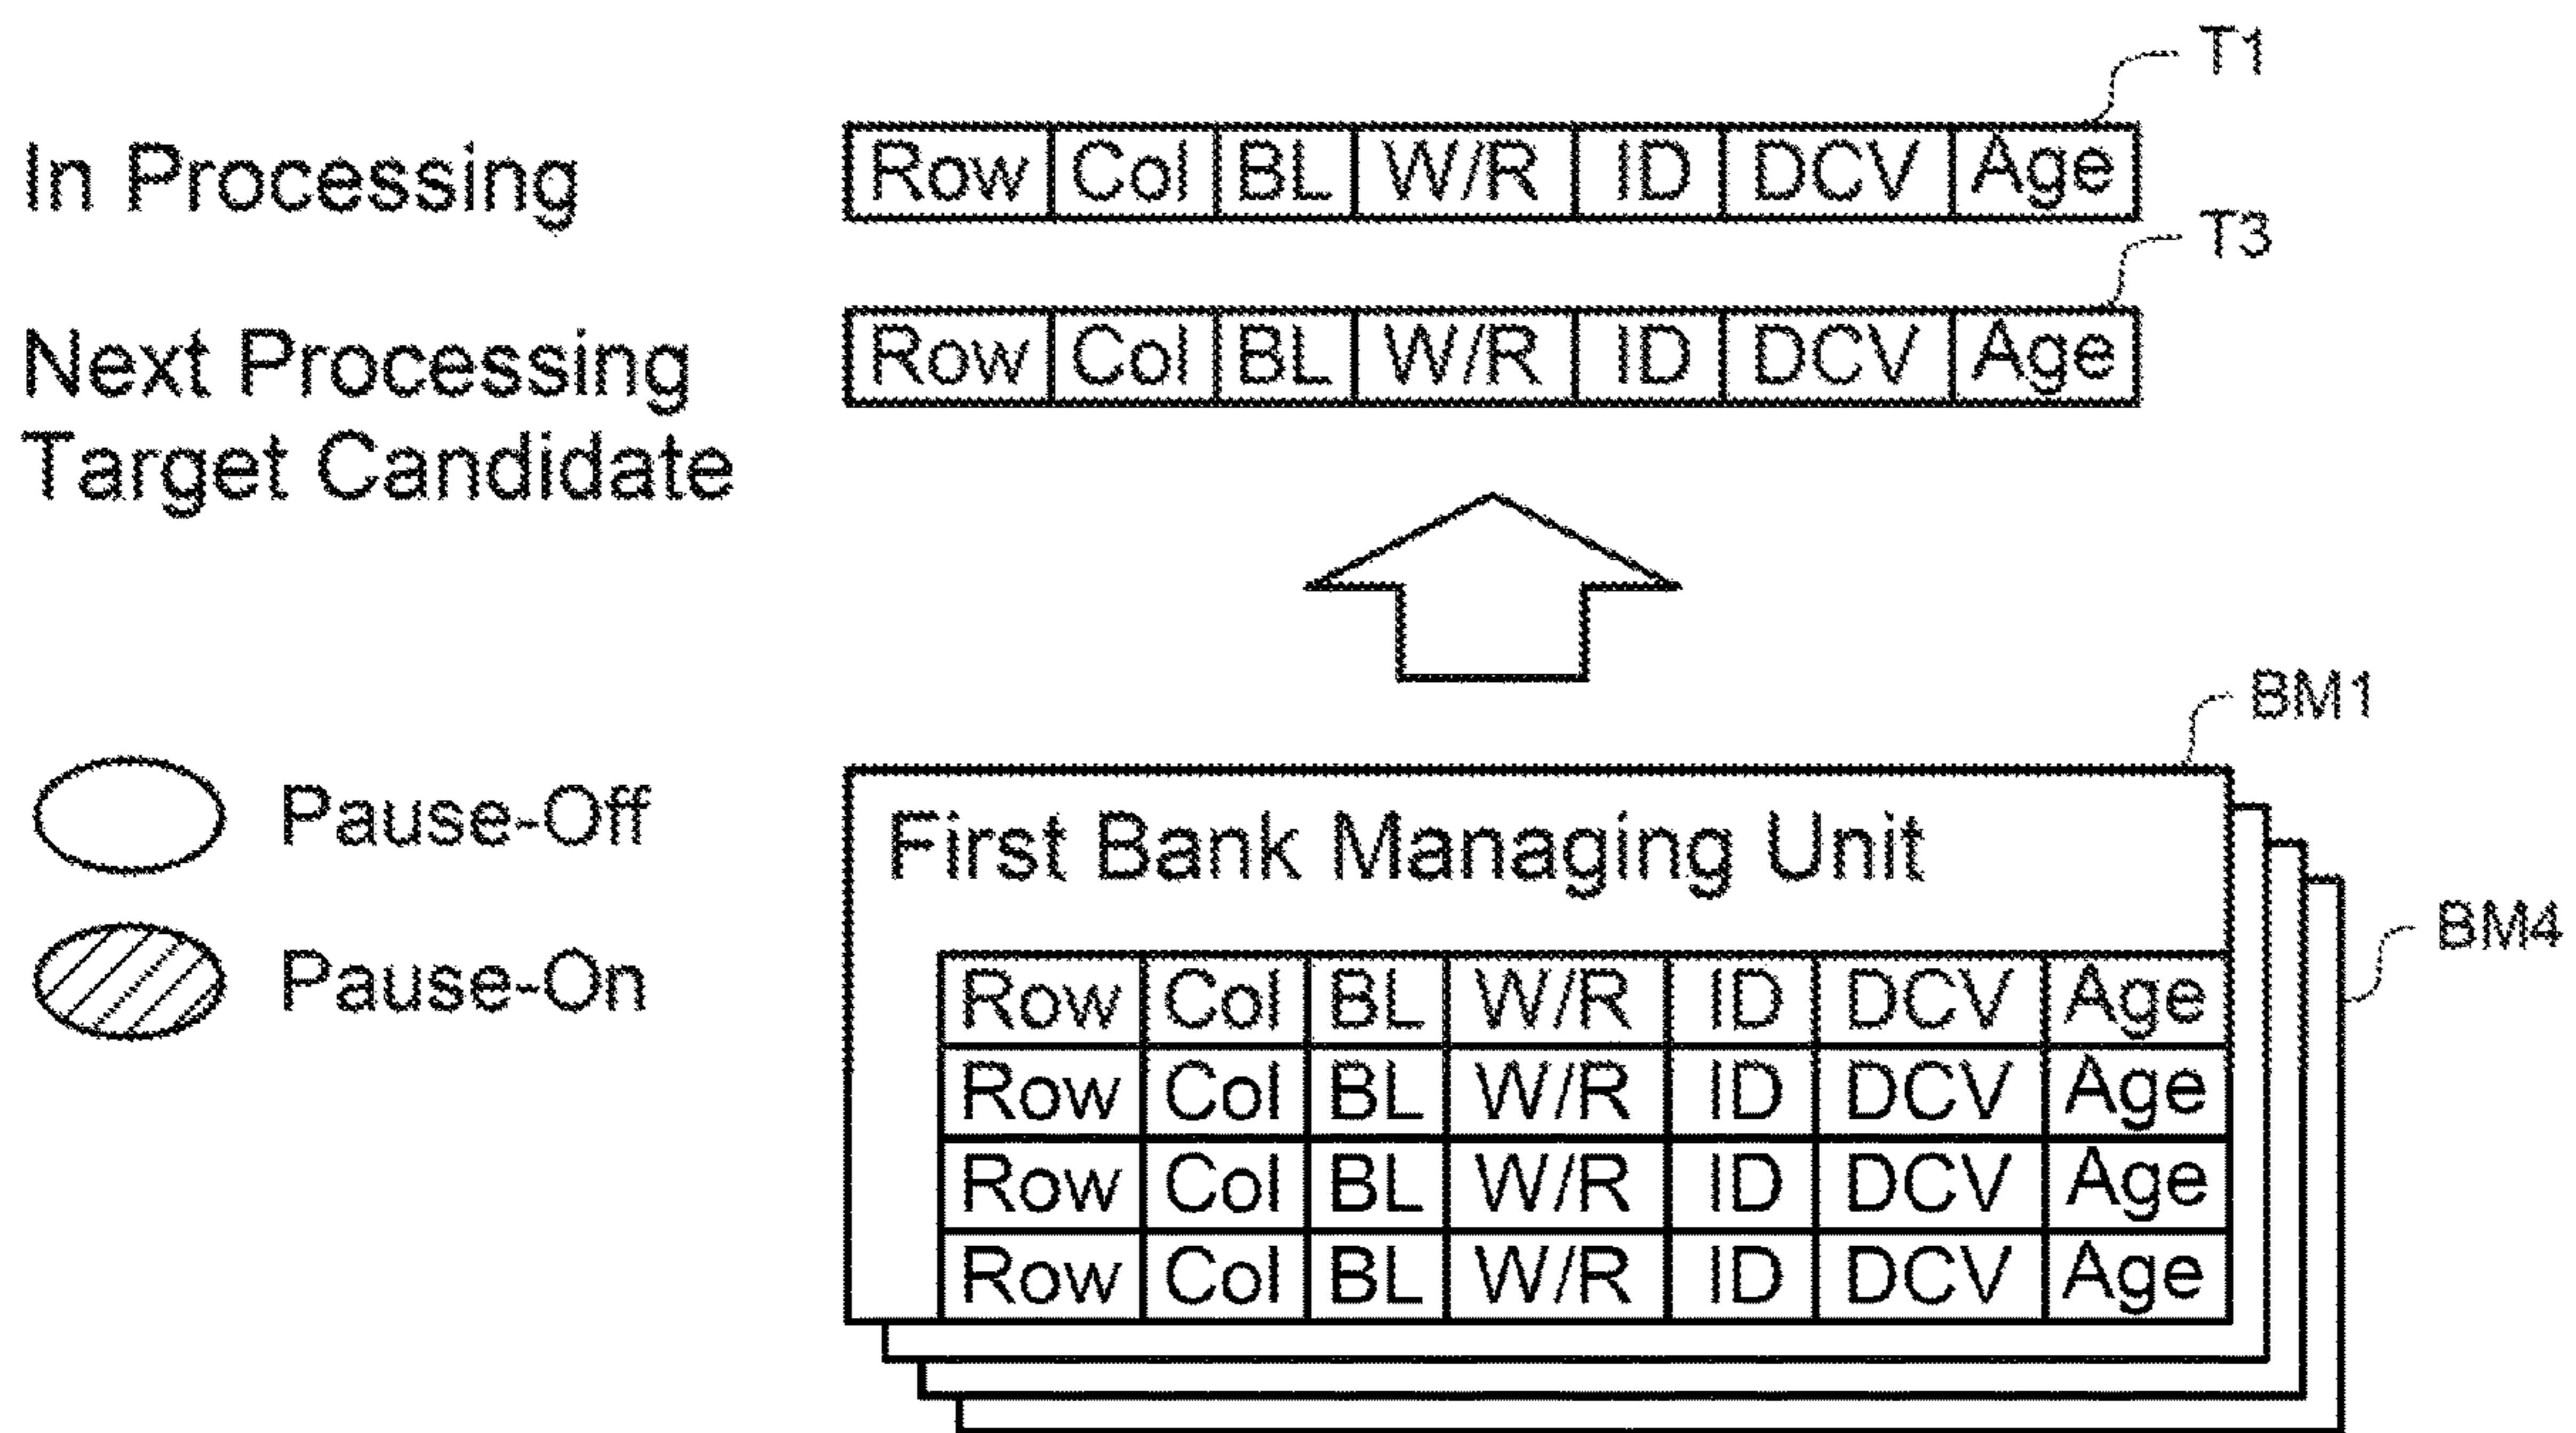 T1
In Processing
Row Col BL W/R ID DCV Age
T3
Next Processing
Target Candidate
Row Col BL W/R ID DCV Age
BM1
Pause-Off
Pause-On
First Bank Managing Unit
BM4
Row Col BL W/R ID DCV Age
Row Col BL W/R ID DCV Age
Row Col BL W/R ID DCV Age
Row Col BL W/R ID DCV Age